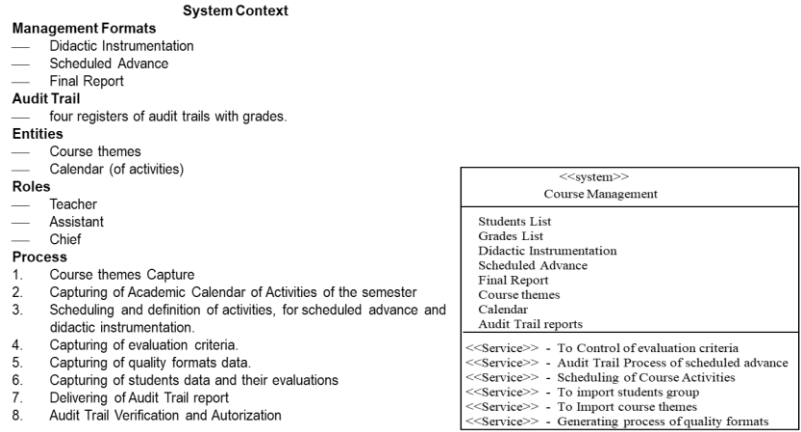 System Context
Management Formats
— Didactic Instrumentation
— Scheduled Advance
— Final Report
Audit Trail
— four registers of audit trails with grades.
Entities
— Course themes
— Calendar (of activities)
Roles
— Teacher
— Assistant
— Chief
Process
1. Course themes Capture
2. Capturing of Academic Calendar of Activities of the semester
3. Scheduling and definition of activities, for scheduled advance and
didactic instrumentation.
4. Capturing of evaluation criteria.
5. Capturing of quality formats data.
6. Capturing of students data and their evaluations
7. Delivering of Audit Trail report
8. Audit Trail Verification and Autorization
<<system>>
Course Management
Students List
Grades List
Didactic Instrumentation
Scheduled Advance
Final Report
Course themes
Calendar
Audit Trail reports
<<Service>> - To Control of evaluation criteria
<<Service>> - Audit Trail Process of scheduled advance
<<Service>> - Scheduling of Course Activities
<<Service>> - To import students group
<<Service>> - To Import course themes
<<Service>> - Generating process of quality formats